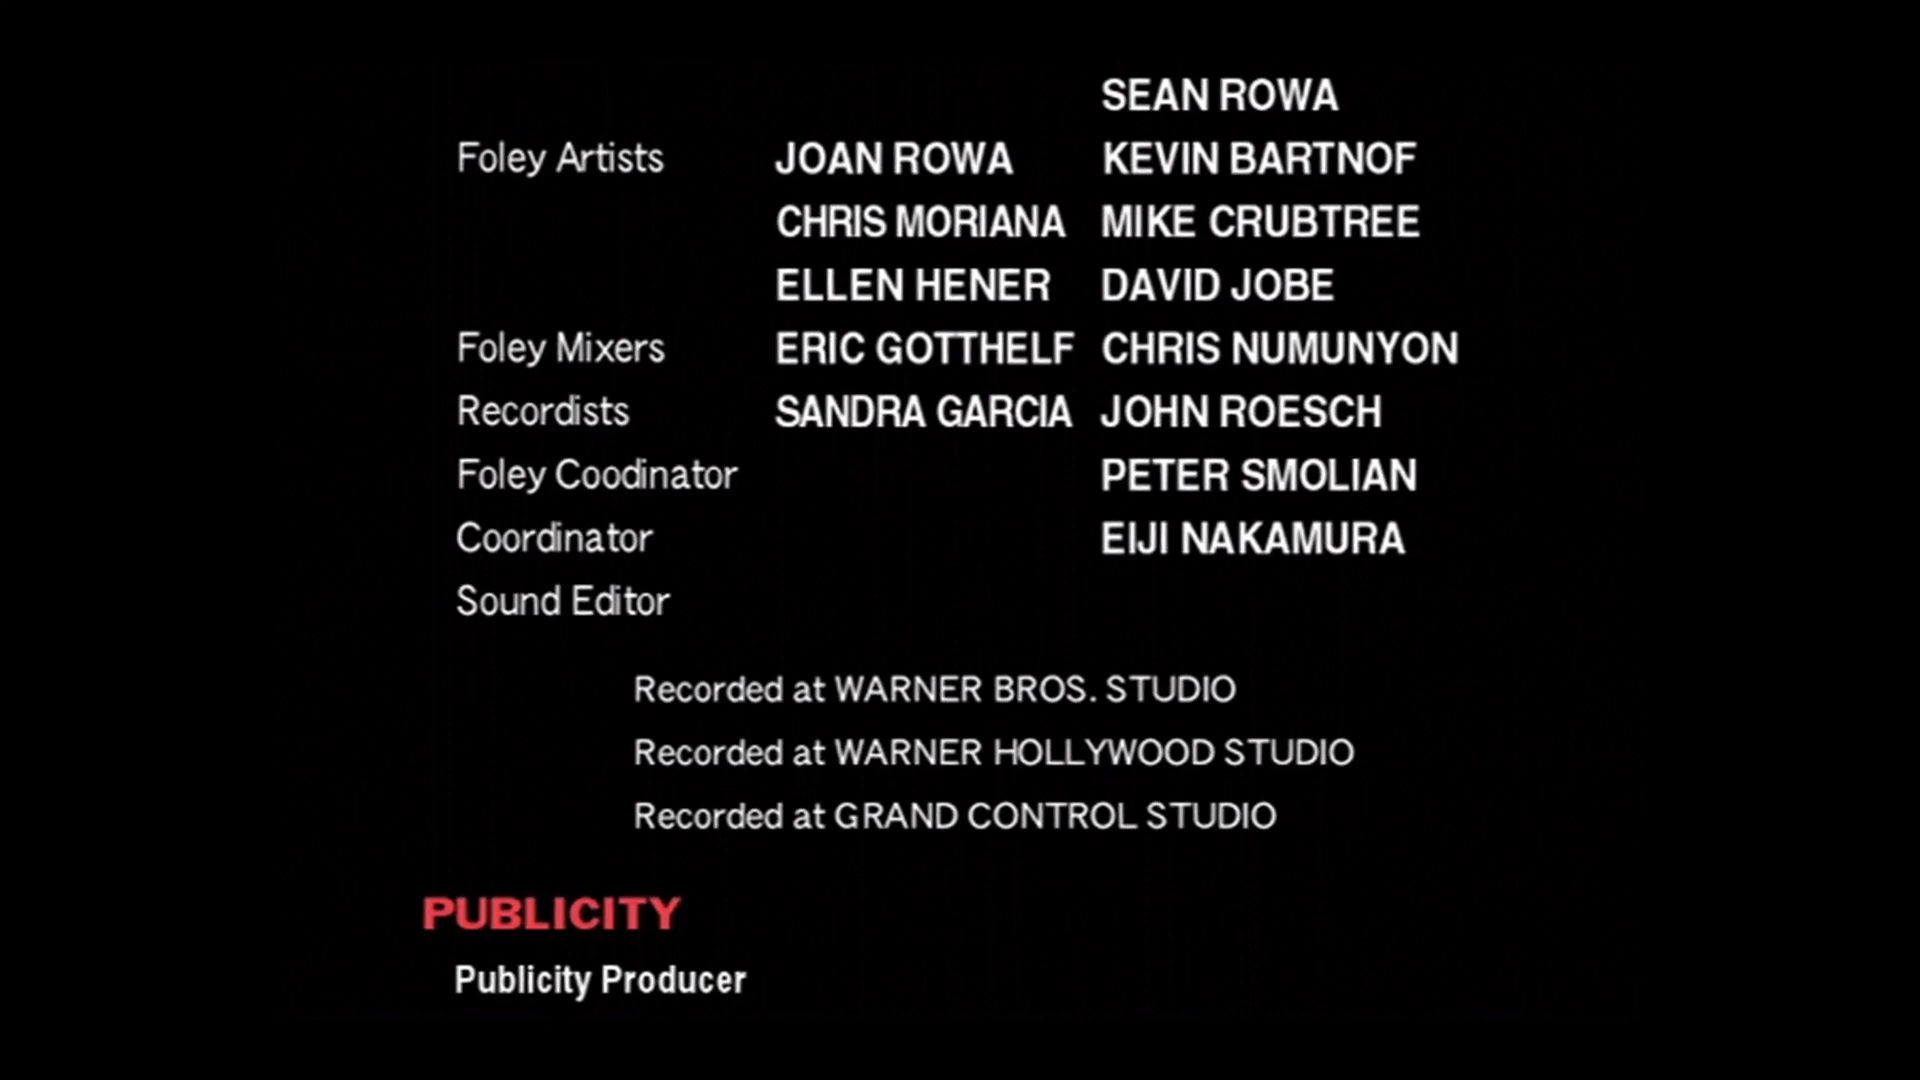 SEAN ROWA
Foley Artists JOAN ROWA KEVIN BARTNOF
CHRIS MORIANA MIKE CRUBTREE
ELLEN HENER DAVID JOBE
Foley Mixers ERIC GOTTHELF CHRIS NUMUNYON
Recordists SANDRA GARCIA JOHN ROESCH
Foley Coodinator PETER SMOLIAN
Coordinator EIJI NAKAMURA
Sound Editor
Recorded at WARNER BROS. STUDIO
Recorded at WARNER HOLLYWOOD STUDIO
Recorded at GRAND CONTROL STUDIO
PUBLICITY
Publicity Producer